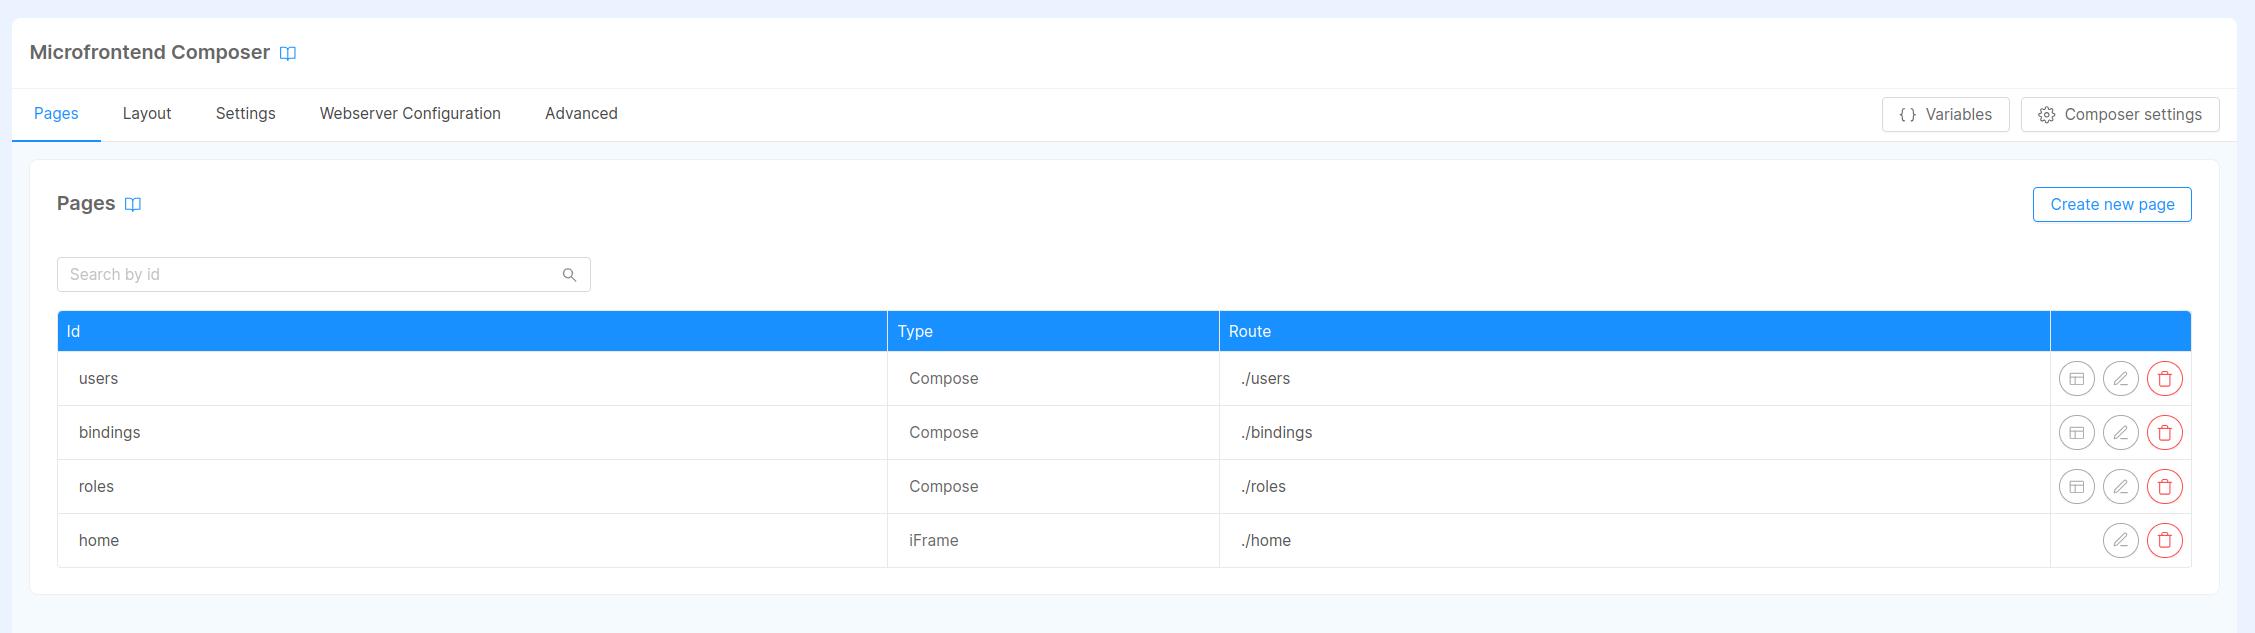 Microfrontend Composer
Pages Layout Settings Webserver Configuration Advanced { } Variables Composer settings
Pages Create new page
Search by id
Id Type Route
users Compose ./users
bindings Compose ./bindings
roles Compose ./roles
home iFrame ./home